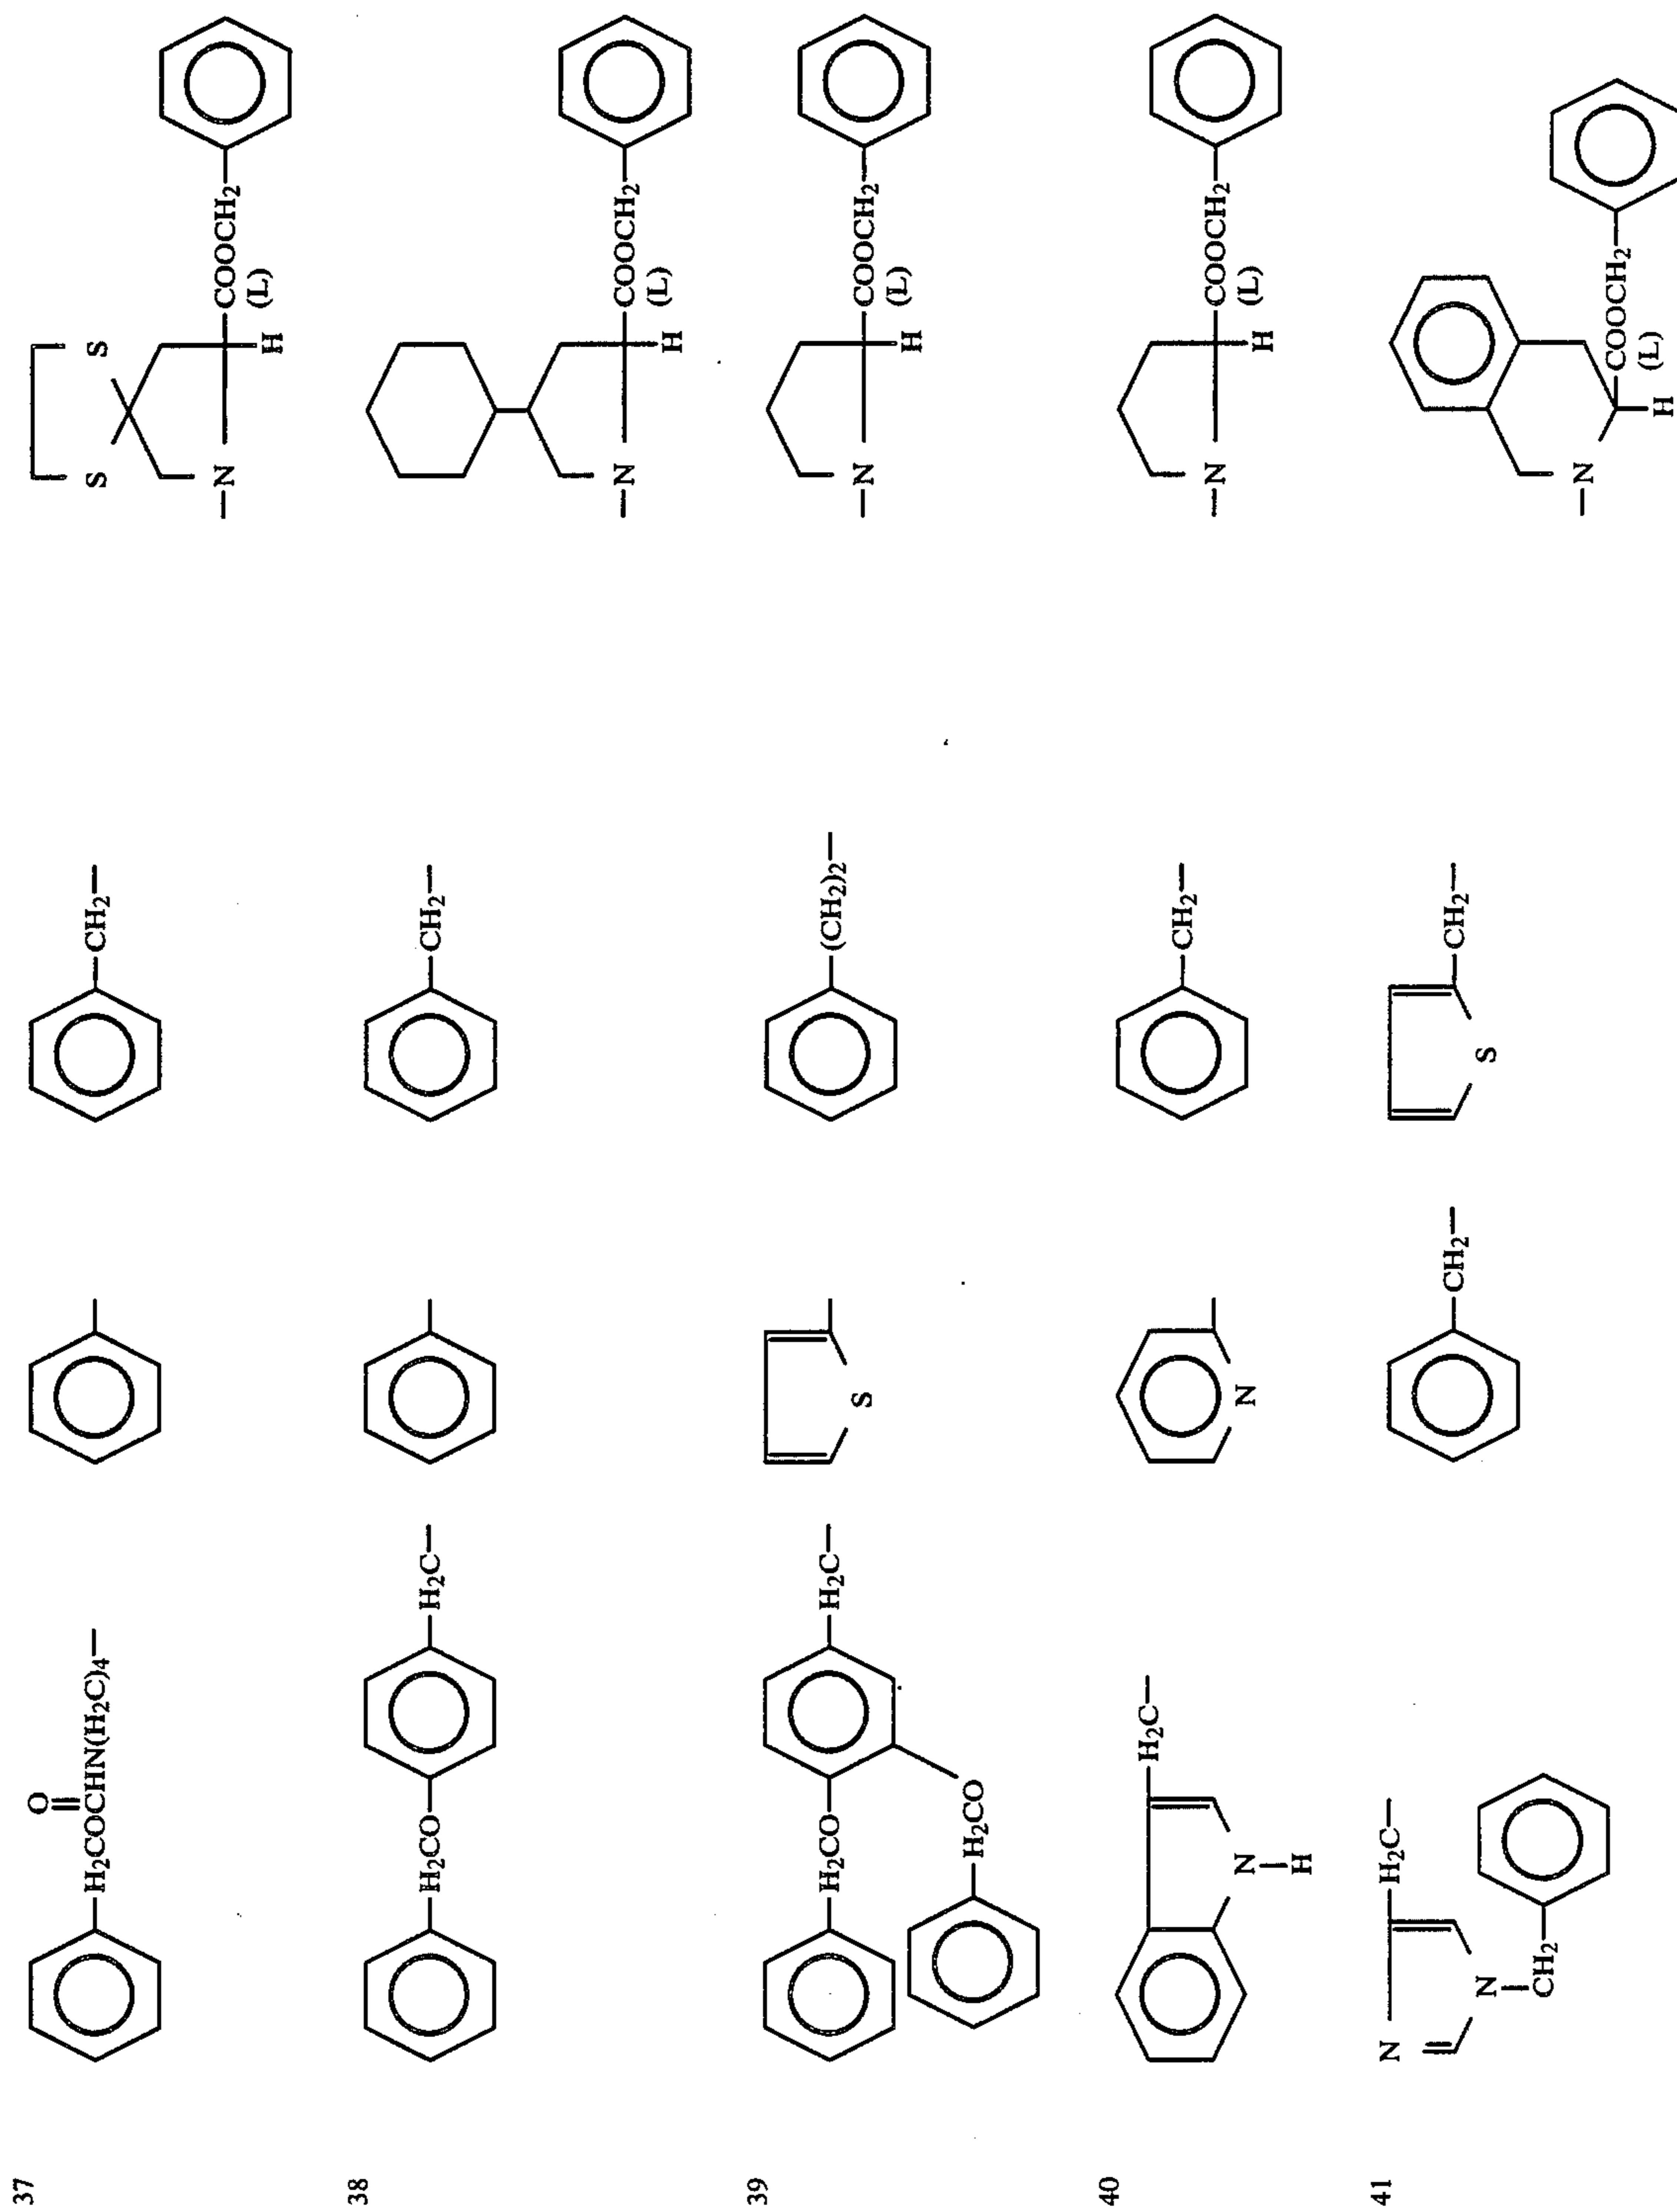 37
O
H₂COCHN(H₂C)₄—
CH₂—
S S
—N
COOCH₂
(L)
H
38
H₂CO
H₂C—
CH₂—
—N
COOCH₂
(L)
H
39
H₂CO
H₂CO
H₂C—
S
(CH₂)₂—
—N
COOCH₂
(L)
H
40
H₂C—
N
H
N
CH₂—
—N
COOCH₂
(L)
H
41
N
H₂C—
N
CH₂
CH₂—
S
CH₂—
—N
COOCH₂
(L)
H